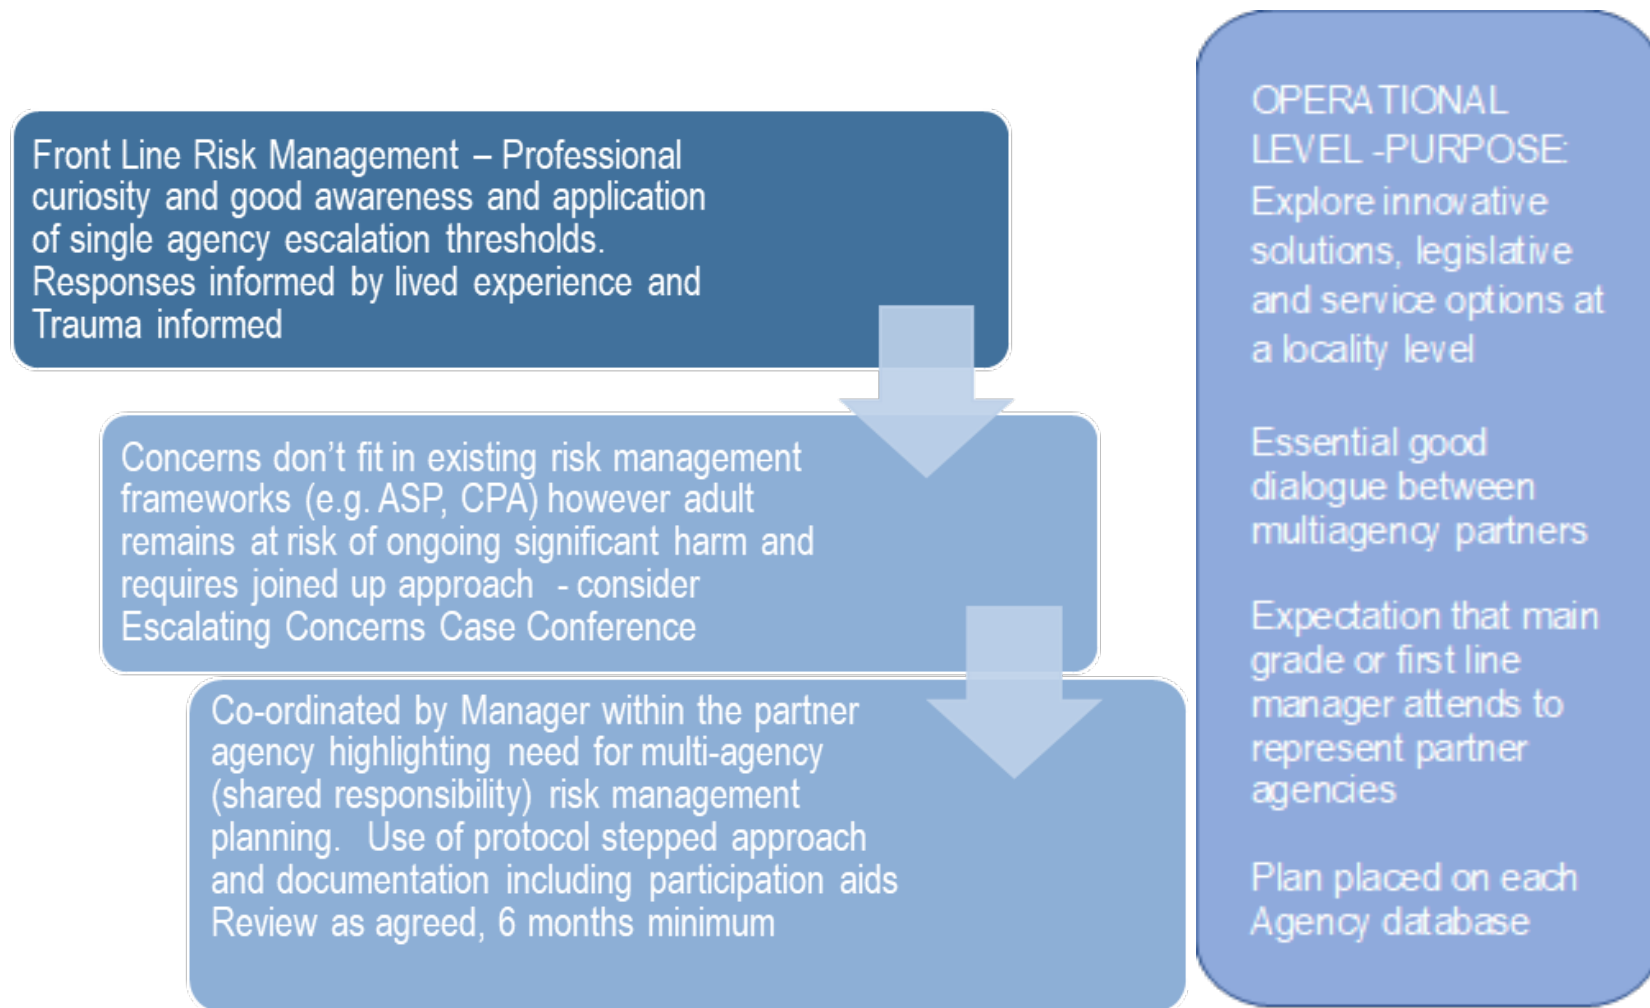 Front Line Risk Management – Professional
curiosity and good awareness and application
of single agency escalation thresholds.
Responses informed by lived experience and
Trauma informed
Concerns don’t fit in existing risk management
frameworks (e.g. ASP, CPA) however adult
remains at risk of ongoing significant harm and
requires joined up approach - consider
Escalating Concerns Case Conference
Co-ordinated by Manager within the partner
agency highlighting need for multi-agency
(shared responsibility) risk management
planning. Use of protocol stepped approach
and documentation including participation aids
Review as agreed, 6 months minimum
OPERATIONAL
LEVEL -PURPOSE:
Explore innovative
solutions, legislative
and service options at
a locality level
Essential good
dialogue between
multiagency partners
Expectation that main
grade or first line
manager attends to
represent partner
agencies
Plan placed on each
Agency database